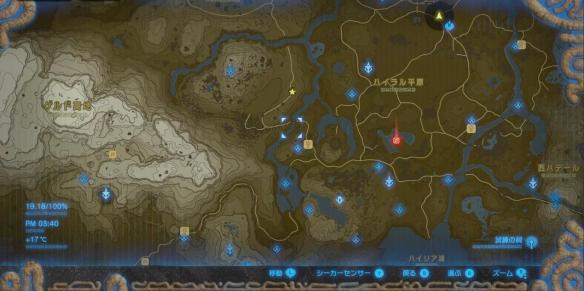 ハイラル平原
ゲルド高地
西ハテール
19.18/100%
PM 03:40
+17℃
試練の祠
ハイリア湖
移動 L シーカーセンサー Y 戻る B 選ぶ A ズーム R